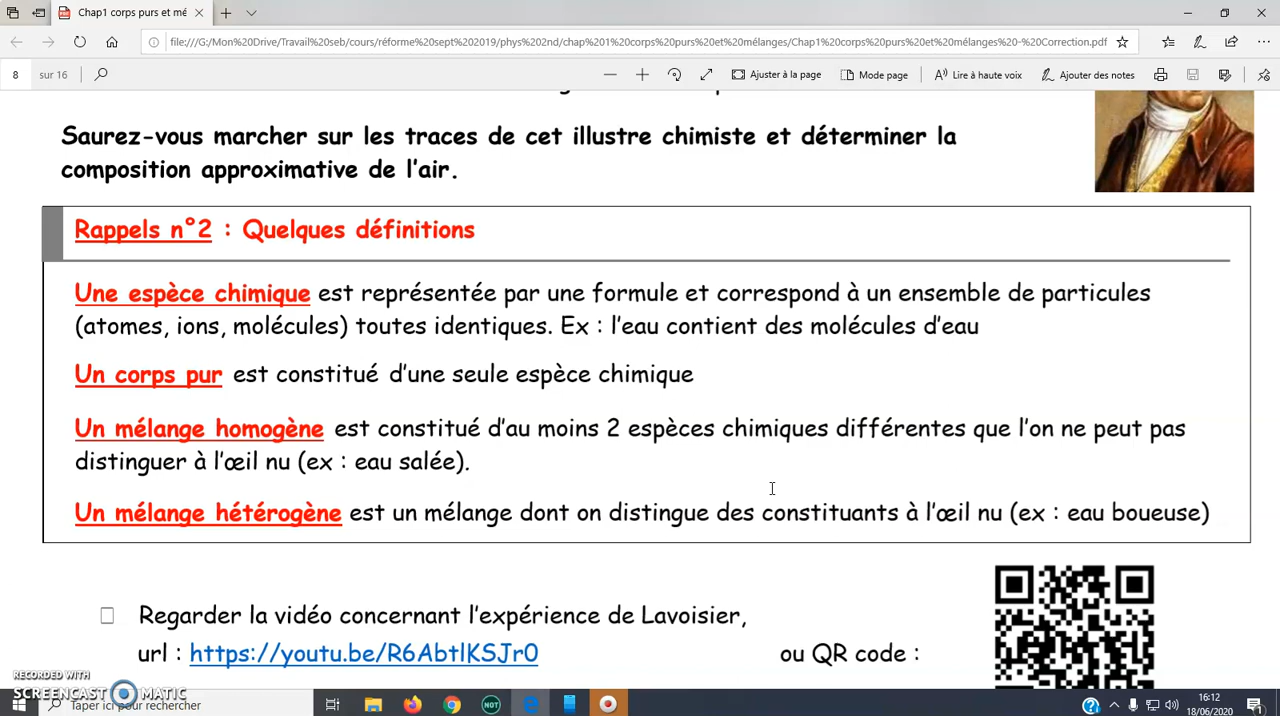 Chap1 corps purs et mé
file:///G:/Mon%20Drive/Travail%20seb/cours/réforme%20sept%202019/phys%202nd/chap%201%20corps%20purs%20et%20mélanges/Chap1%20corps%20purs%20et%20mélanges%20-%20Correction.pdf
8 sur 16 Ajuster à la page Mode page Lire à haute voix Ajouter des notes
Saurez-vous marcher sur les traces de cet illustre chimiste et déterminer la
composition approximative de l'air.
Rappels n°2 : Quelques définitions
Une espèce chimique est représentée par une formule et correspond à un ensemble de particules
(atomes, ions, molécules) toutes identiques. Ex : l'eau contient des molécules d'eau
Un corps pur est constitué d'une seule espèce chimique
Un mélange homogène est constitué d'au moins 2 espèces chimiques différentes que l'on ne peut pas
distinguer à l'œil nu (ex : eau salée).
Un mélange hétérogène est un mélange dont on distingue des constituants à l'œil nu (ex : eau boueuse)
Regarder la vidéo concernant l'expérience de Lavoisier,
url : https://youtu.be/R6AbtlKSJr0 ou QR code :
RECORDED WITH
SCREENCAST MATIC
Taper ici pour rechercher
NOT
16:12
18/06/2020
1